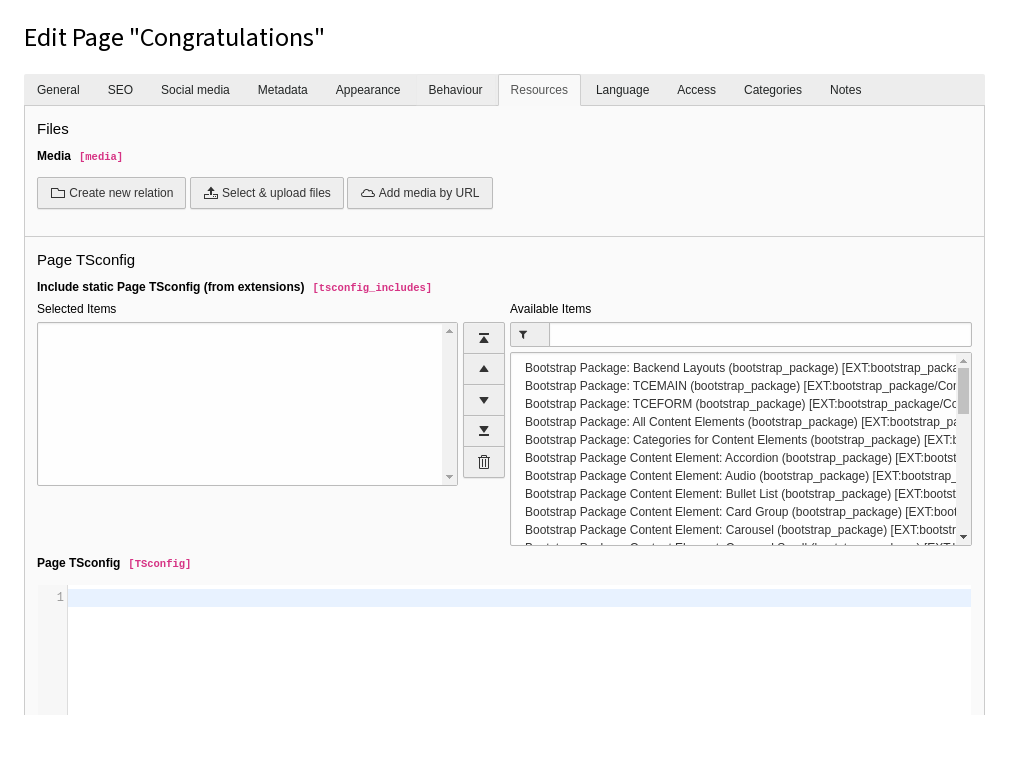 Edit Page "Congratulations"
General SEO Social media Metadata Appearance Behaviour Resources Language Access Categories Notes
Files
Media [media]
Create new relation Select & upload files Add media by URL
Page TSconfig
Include static Page TSconfig (from extensions) [tsconfig_includes]
Selected Items Available Items
Bootstrap Package: Backend Layouts (bootstrap_package) [EXT:bootstrap_packa
Bootstrap Package: TCEMAIN (bootstrap_package) [EXT:bootstrap_package/Con
Bootstrap Package: TCEFORM (bootstrap_package) [EXT:bootstrap_package/Co
Bootstrap Package: All Content Elements (bootstrap_package) [EXT:bootstrap_pa
Bootstrap Package: Categories for Content Elements (bootstrap_package) [EXT:b
Bootstrap Package Content Element: Accordion (bootstrap_package) [EXT:bootst
Bootstrap Package Content Element: Audio (bootstrap_package) [EXT:bootstrap_
Bootstrap Package Content Element: Bullet List (bootstrap_package) [EXT:bootst
Bootstrap Package Content Element: Card Group (bootstrap_package) [EXT:boot
Bootstrap Package Content Element: Carousel (bootstrap_package) [EXT:bootstr
Page TSconfig [TSconfig]
1